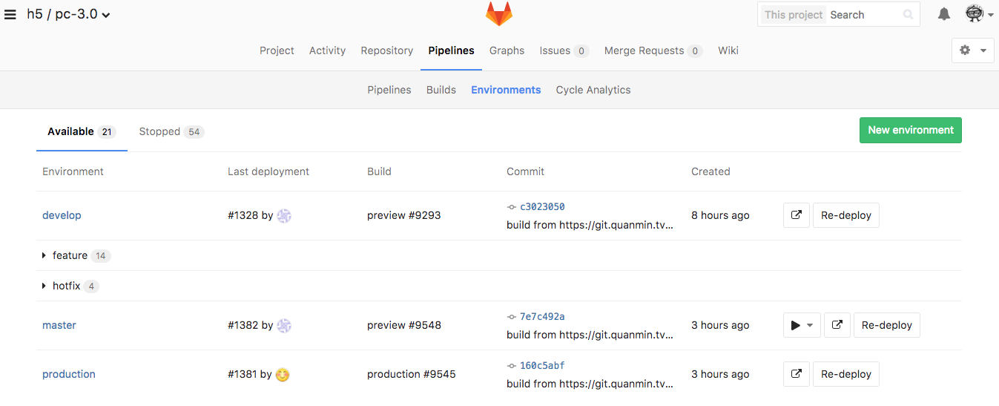 h5 / pc-3.0
This project Search
Project Activity Repository Pipelines Graphs Issues 0 Merge Requests 0 Wiki
Pipelines Builds Environments Cycle Analytics
Available 21 Stopped 54 New environment
Environment Last deployment Build Commit Created
develop #1328 by preview #9293 c3023050 8 hours ago Re-deploy
build from https://git.quanmin.tv...
feature 14
hotfix 4
master #1382 by preview #9548 7e7c492a 3 hours ago Re-deploy
build from https://git.quanmin.tv...
production #1381 by production #9545 160c5abf 3 hours ago Re-deploy
build from https://git.quanmin.tv...